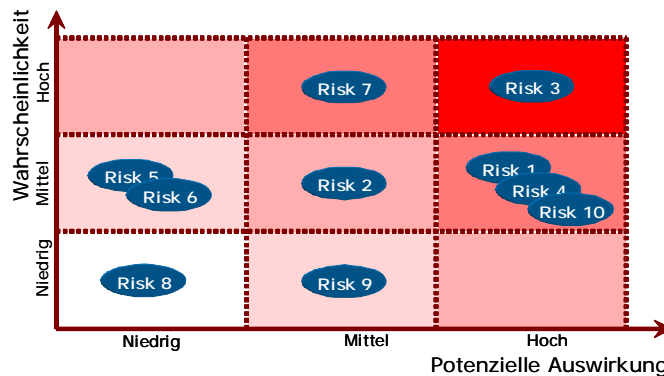 Wahrscheinlichkeit
Hoch
Mittel
Niedrig
Risk 7
Risk 3
Risk 5
Risk 6
Risk 2
Risk 1
Risk 4
Risk 10
Risk 8
Risk 9
Niedrig
Mittel
Hoch
Potenzielle Auswirkung